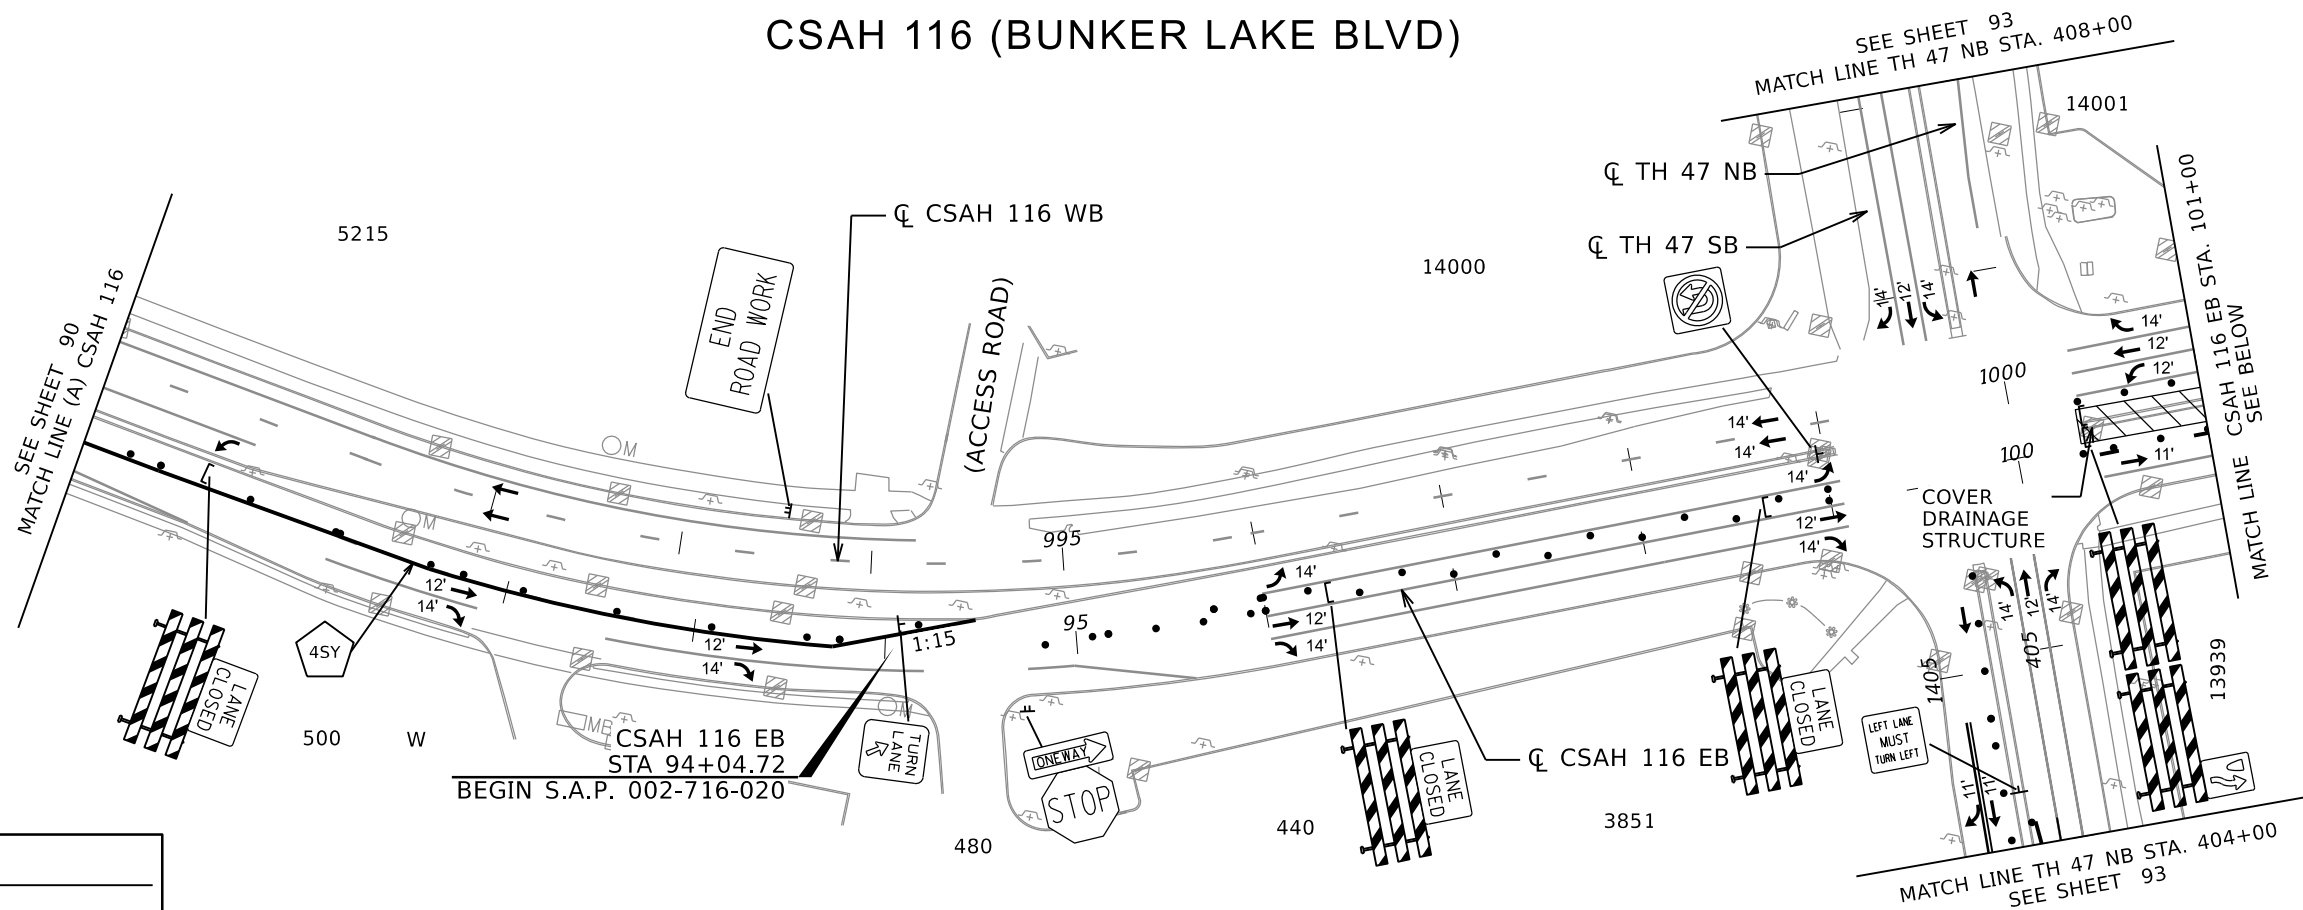 CSAH 116 (BUNKER LAKE BLVD)
SEE SHEET 93
MATCH LINE TH 47 NB STA. 408+00
14001
℄ TH 47 NB
℄ TH 47 SB
℄ CSAH 116 WB
5215
14000
END
ROAD WORK
(ACCESS ROAD)
SEE SHEET 90
MATCH LINE (A) CSAH 116
MATCH LINE CSAH 116 EB STA. 101+00
SEE BELOW
14'
12'
14'
14'
12'
12'
1000
100
11'
14'
14'
14'
12'
14'
COVER
DRAINAGE
STRUCTURE
M
M
995
95
14'
12'
14'
12'
14'
12'
14'
1:15
4SY
LANE
CLOSED
500
W
MB
M
CSAH 116 EB
STA 94+04.72
BEGIN S.A.P. 002-716-020
TURN
LANE
ONEWAY
STOP
480
440
LANE
CLOSED
℄ CSAH 116 EB
3851
LANE
CLOSED
LEFT LANE
MUST
TURN LEFT
1405
405
14'
12'
14'
11'
11'
13939
MATCH LINE TH 47 NB STA. 404+00
SEE SHEET 93